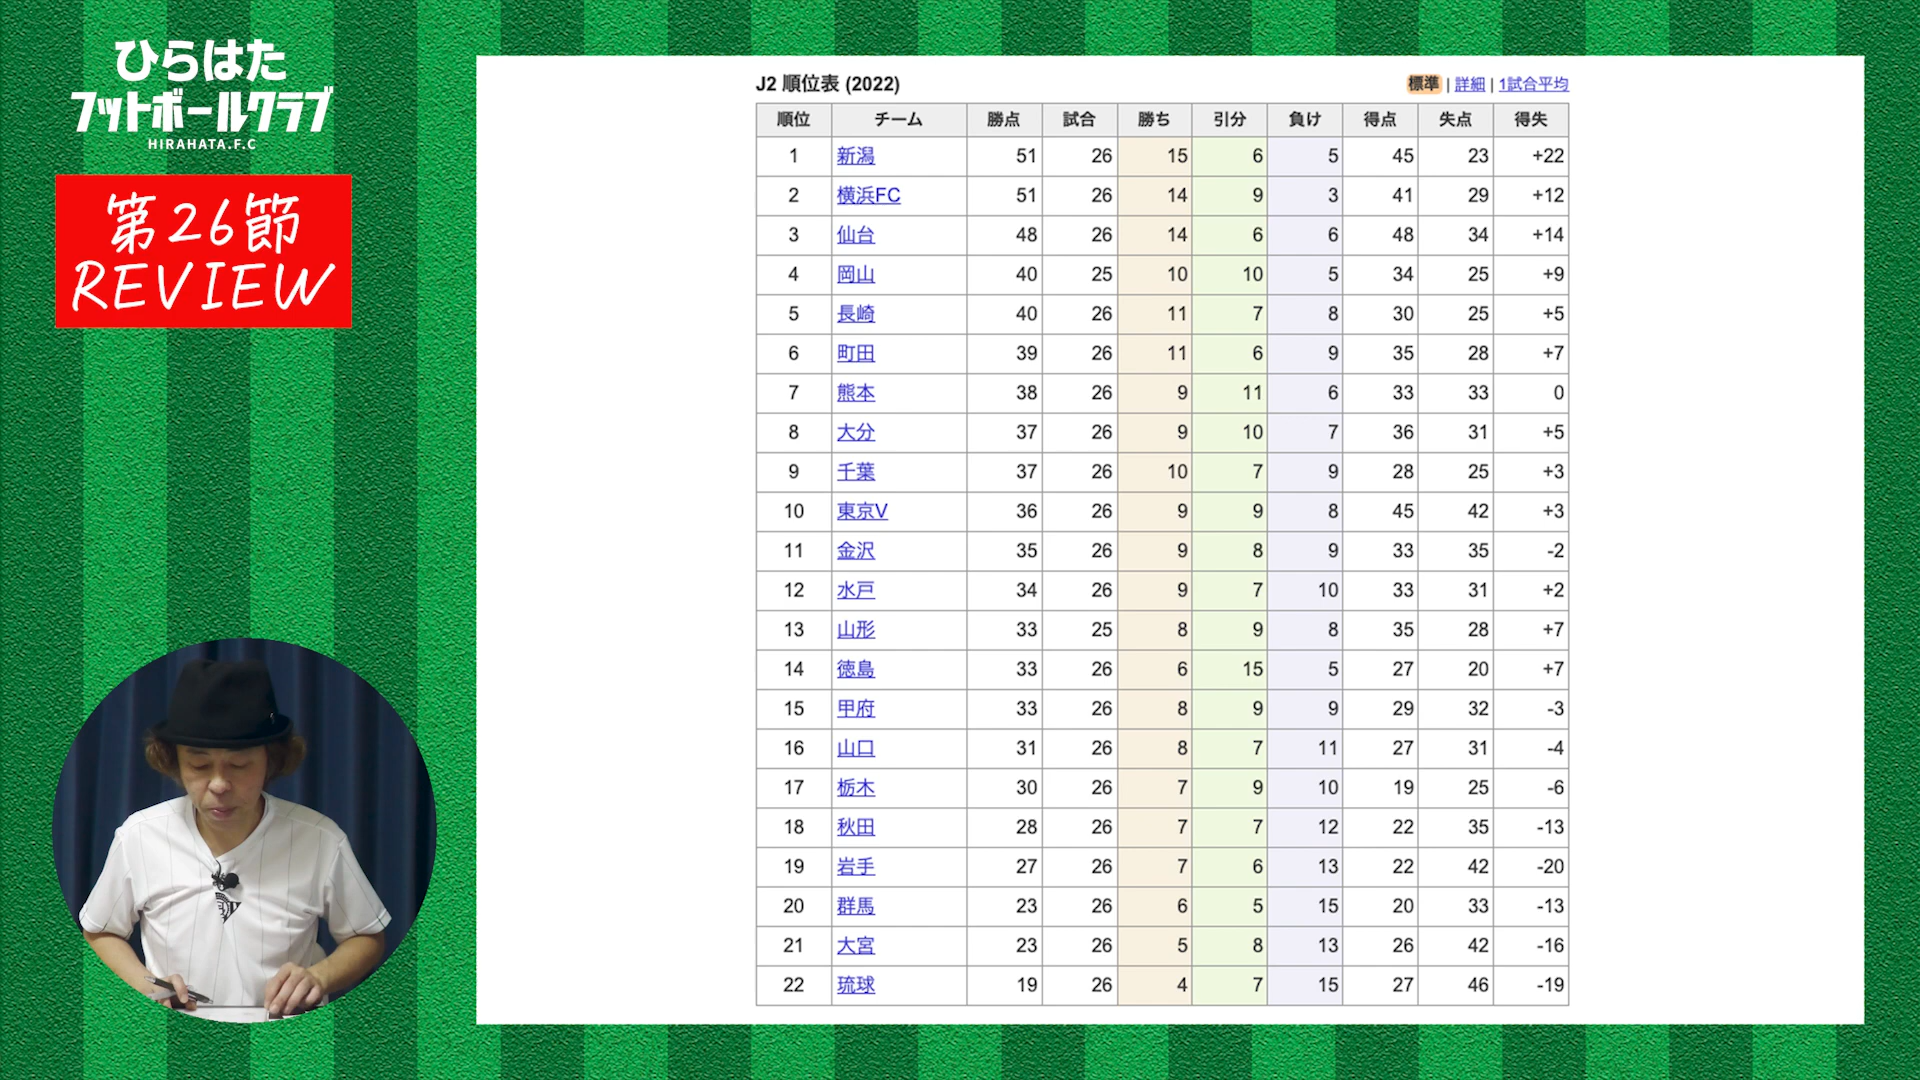 ひらはた
フットボールクラブ
HIRAHATA.F.C
第26節
REVIEW
J2 順位表 (2022)
標準 | 詳細 | 1試合平均
順位 チーム 勝点 試合 勝ち 引分 負け 得点 失点 得失
1 新潟 51 26 15 6 5 45 23 +22
2 横浜FC 51 26 14 9 3 41 29 +12
3 仙台 48 26 14 6 6 48 34 +14
4 岡山 40 25 10 10 5 34 25 +9
5 長崎 40 26 11 7 8 30 25 +5
6 町田 39 26 11 6 9 35 28 +7
7 熊本 38 26 9 11 6 33 33 0
8 大分 37 26 9 10 7 36 31 +5
9 千葉 37 26 10 7 9 28 25 +3
10 東京V 36 26 9 9 8 45 42 +3
11 金沢 35 26 9 8 9 33 35 -2
12 水戸 34 26 9 7 10 33 31 +2
13 山形 33 25 8 9 8 35 28 +7
14 徳島 33 26 6 15 5 27 20 +7
15 甲府 33 26 8 9 9 29 32 -3
16 山口 31 26 8 7 11 27 31 -4
17 栃木 30 26 7 9 10 19 25 -6
18 秋田 28 26 7 7 12 22 35 -13
19 岩手 27 26 7 6 13 22 42 -20
20 群馬 23 26 6 5 15 20 33 -13
21 大宮 23 26 5 8 13 26 42 -16
22 琉球 19 26 4 7 15 27 46 -19